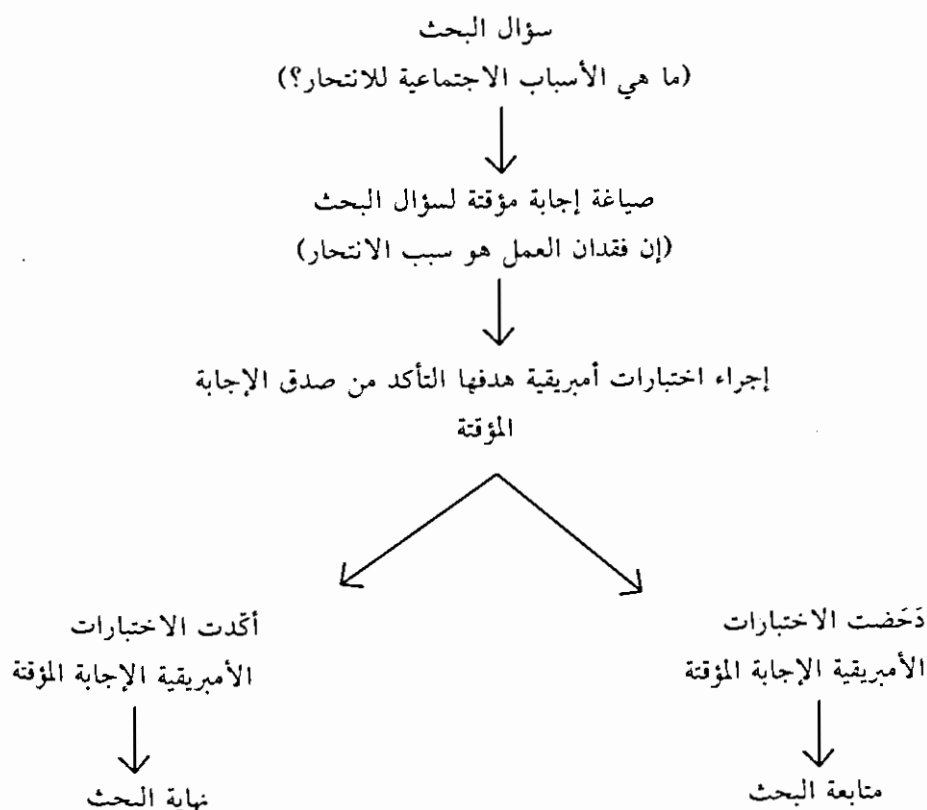 سؤال البحث
(ما هي الأسباب الاجتماعية للانتحار؟)
صياغة إجابة مؤقتة لسؤال البحث
(إن فقدان العمل هو سبب الانتحار)
إجراء اختبارات أمبريقية هدفها التأكد من صدق الإجابة
المؤقتة
دَحَضت الاختبارات
الأمبريقية الإجابة المؤقتة
متابعة البحث
أكّدت الاختبارات
الأمبريقية الإجابة المؤقتة
نهاية البحث